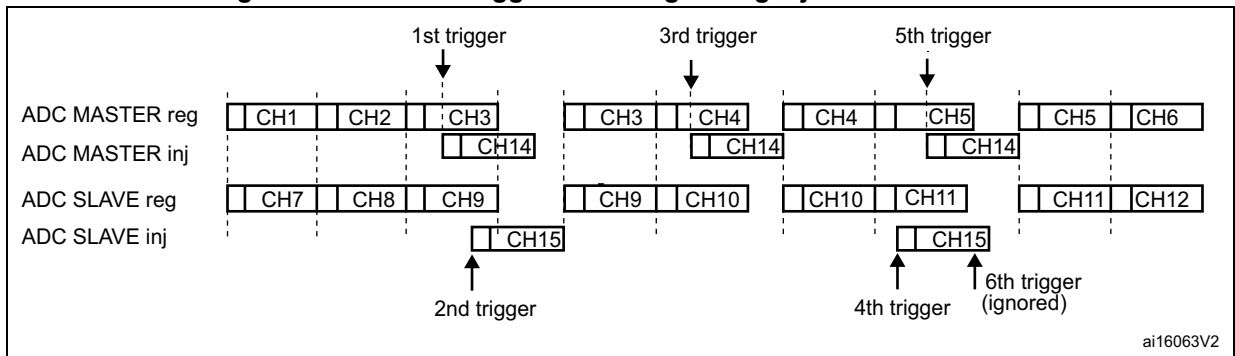 1st trigger 3rd trigger 5th trigger
ADC MASTER reg CH1 CH2 CH3 CH3 CH4 CH4 CH5 CH5 CH6
ADC MASTER inj CH14 CH14 CH14
ADC SLAVE reg CH7 CH8 CH9 CH9 CH10 CH10 CH11 CH11 CH12
ADC SLAVE inj CH15 CH15
2nd trigger 4th trigger 6th trigger
(ignored)
ai16063V2